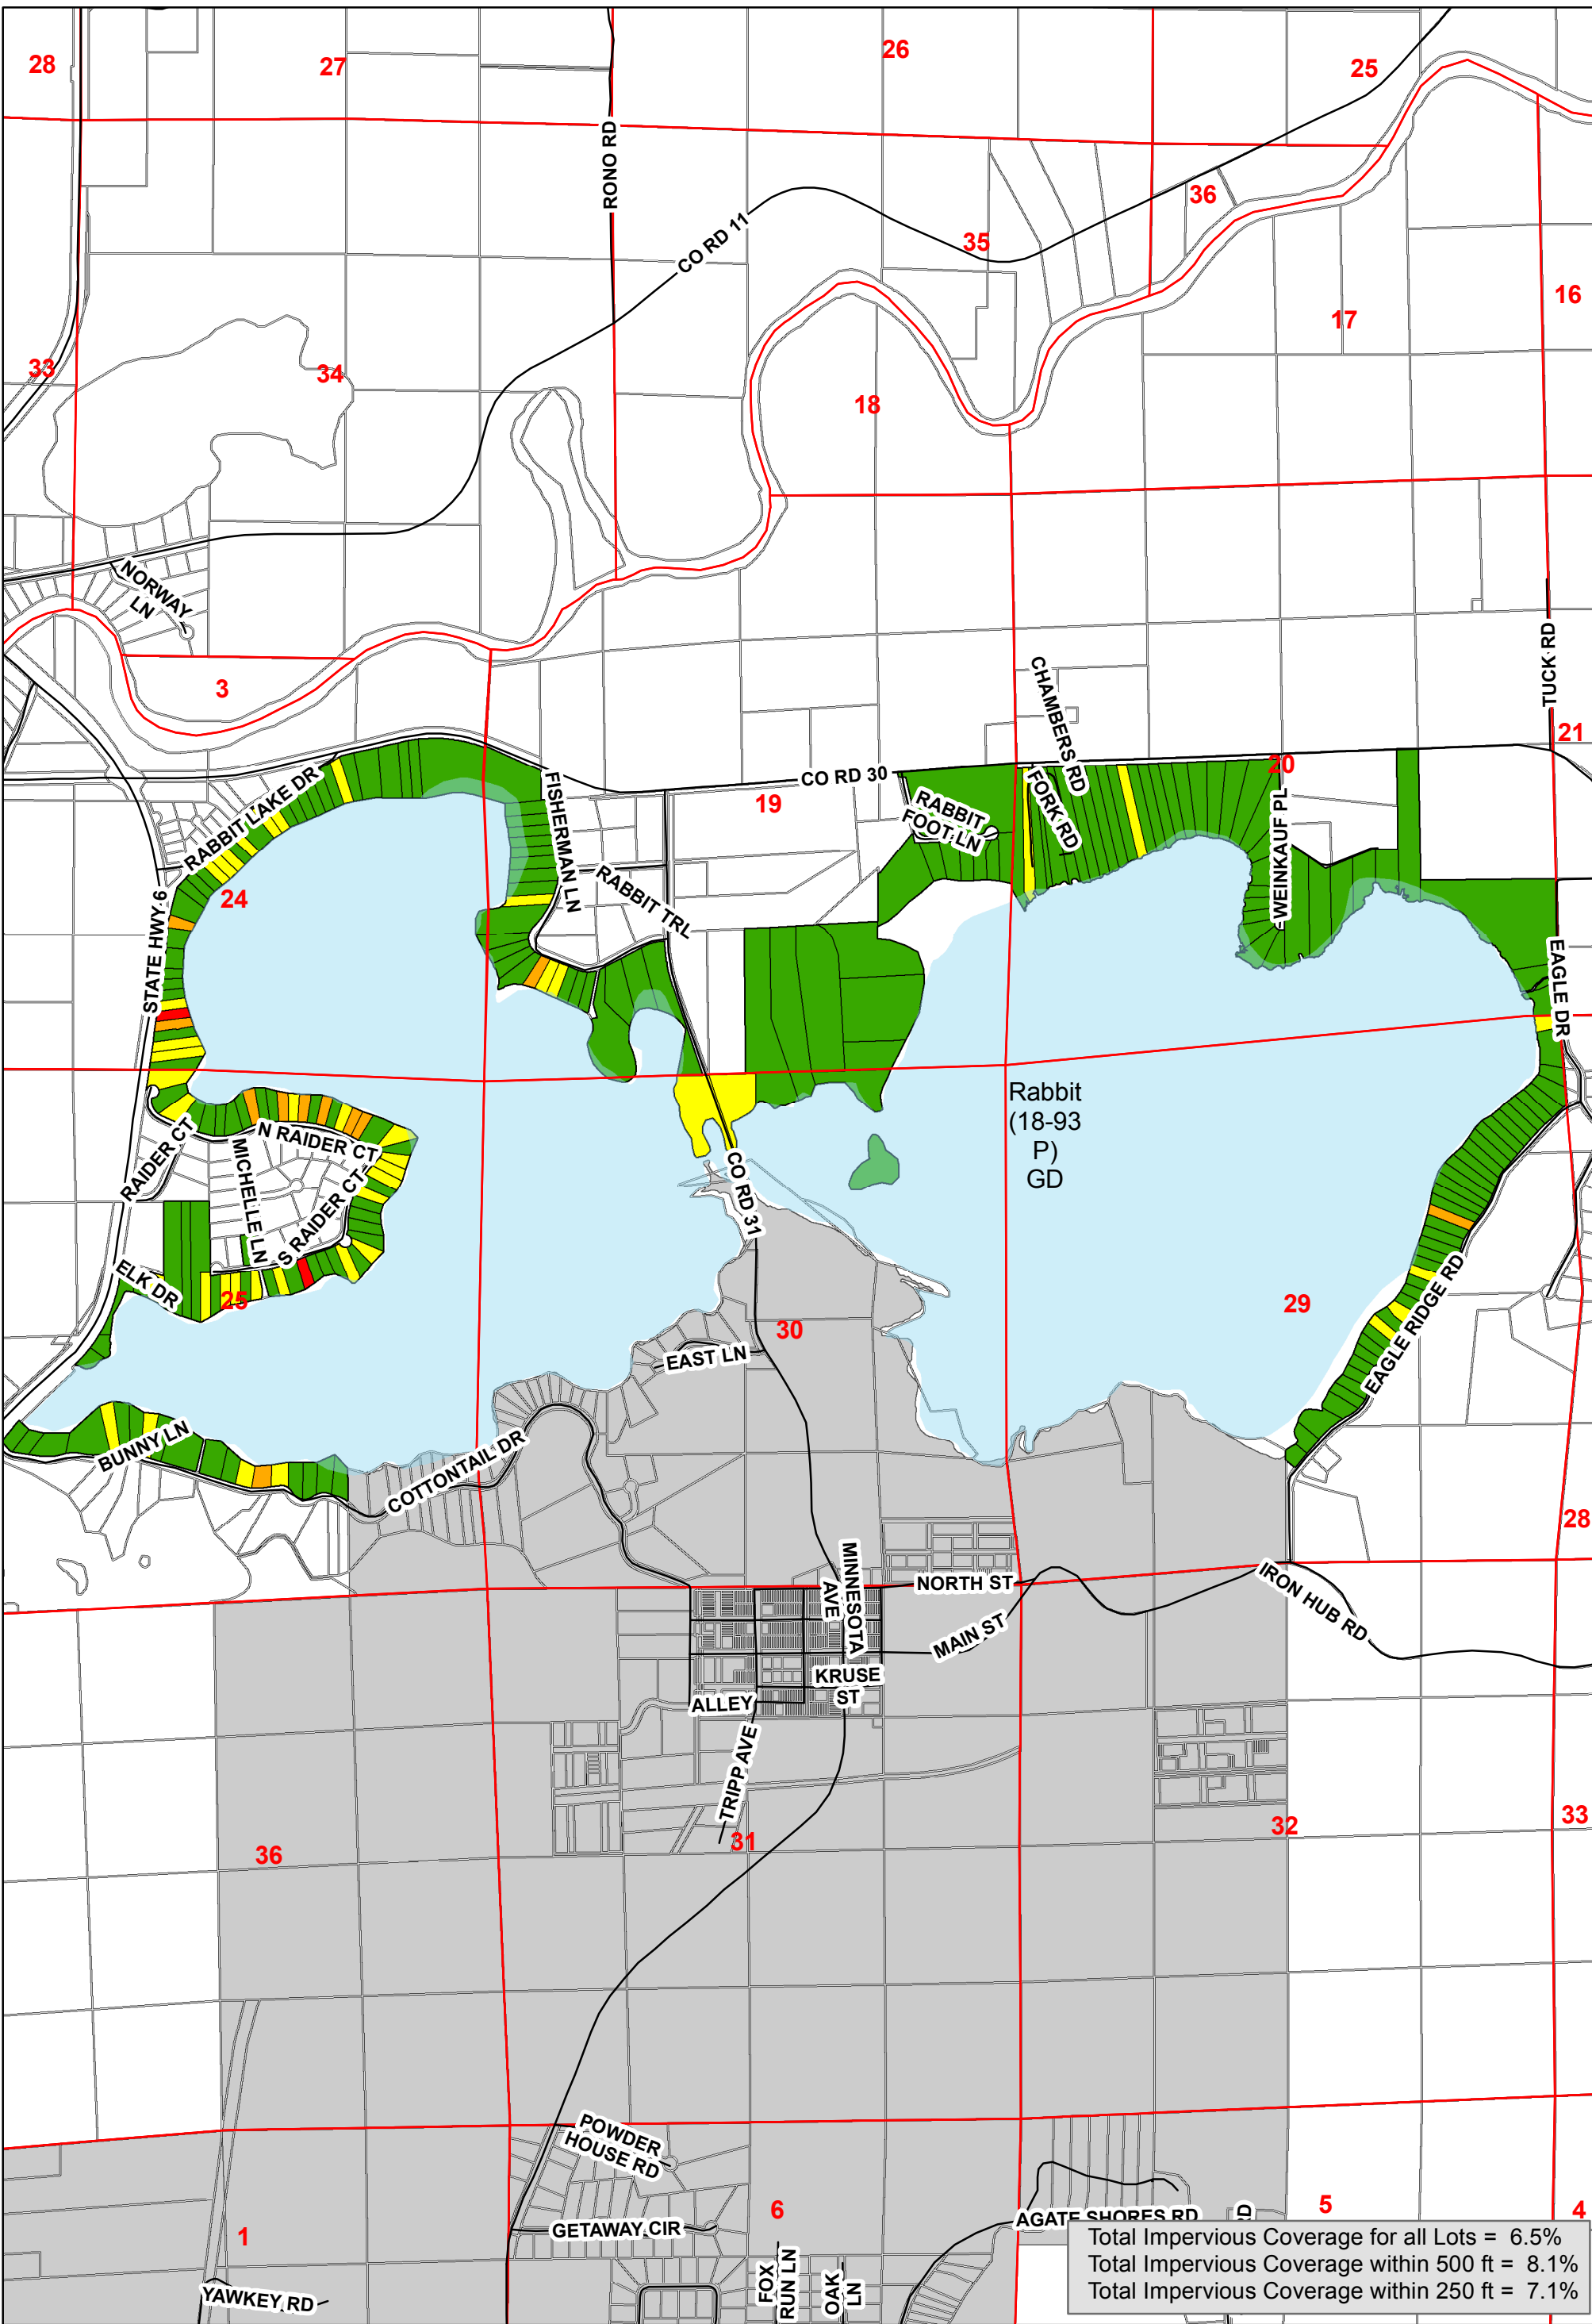 28
27
26
25
RONO RD
CO RD 11
36
35
16
17
33
34
18
NORWAY
LN
3
CHAMBERS RD
TUCK RD
21
20
CO RD 30
19
RABBIT LAKE DR
FISHERMAN LN
RABBIT
FOOT LN
FORK RD
WEINKAUF PL
24
RABBIT TRL
STATE HWY 6
EAGLE DR
Rabbit
(18-93
P)
GD
RAIDER CT
N RAIDER CT
MICHELLE LN
S RAIDER CT
CO RD 31
ELK DR
25
29
30
EAST LN
EAGLE RIDGE RD
BUNNY LN
COTTONTAIL DR
28
MINNESOTA
AVE
NORTH ST
IRON HUB RD
MAIN ST
KRUSE
ST
ALLEY
TRIPP AVE
31
32
33
36
POWDER
HOUSE RD
1
6
5
4
GETAWAY CIR
AGATE SHORES RD
RD
FOX
RUN LN
OAK
LN
YAWKEY RD
Total Impervious Coverage for all Lots = 6.5%
Total Impervious Coverage within 500 ft = 8.1%
Total Impervious Coverage within 250 ft = 7.1%